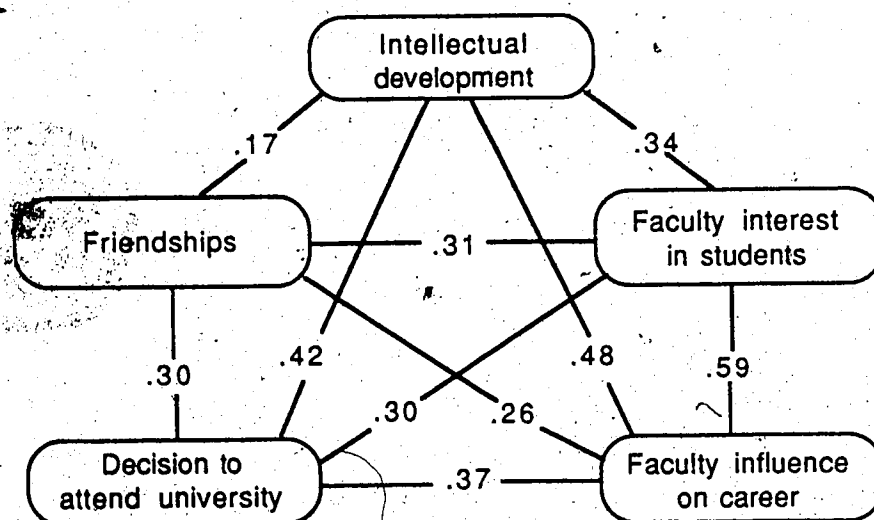 Intellectual
development
.17
.34
Friendships
.31
Faculty interest
in students
.30
.42
.30
.26
.48
.59
Decision to
attend university
.37
Faculty influence
on career